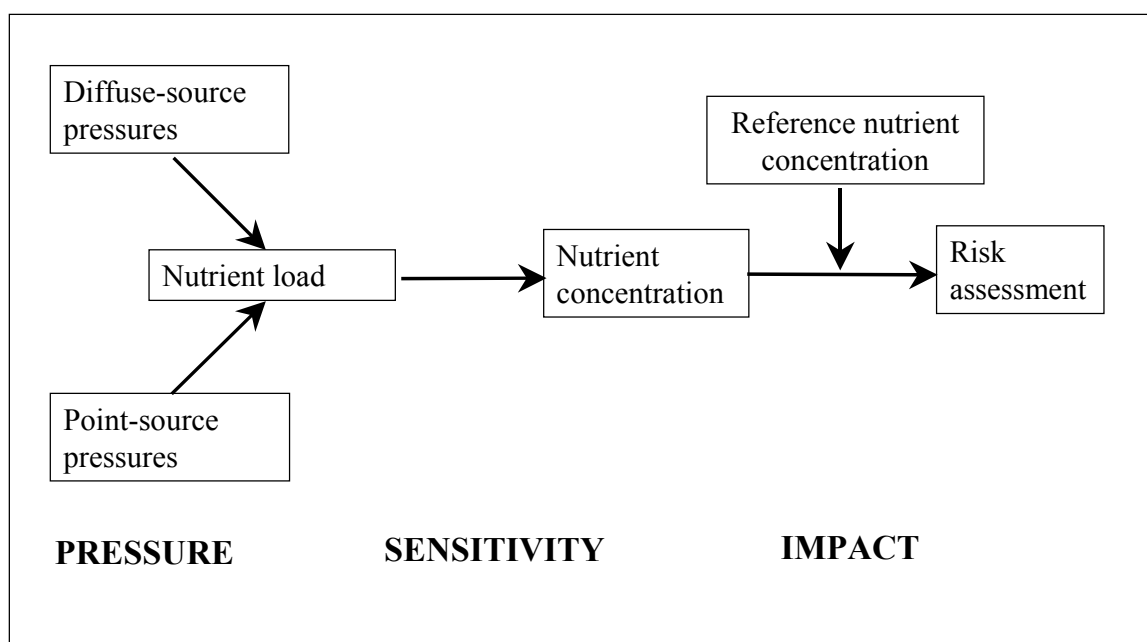 Diffuse-source
pressures
Reference nutrient
concentration
Nutrient load
Nutrient
concentration
Risk
assessment
Point-source
pressures
PRESSURE
SENSITIVITY
IMPACT